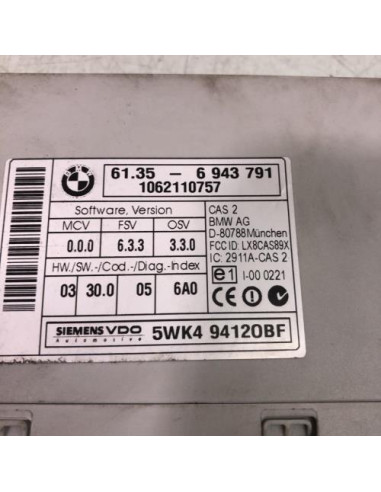 BMW
61.35 - 6 943 791
1062110757
Software, Version
MCV FSV OSV
0.0.0 6.3.3 3.3.0
HW./SW.-/Cod.-/Diag.-Index
03 30.0 05 6A0
CAS 2
BMW AG
D-80788 München
FCC ID: LX8CAS89X
IC: 2911A-CAS 2
e1 I-00 0221
CE
SIEMENS VDO
Automotive
5WK4 94120BF